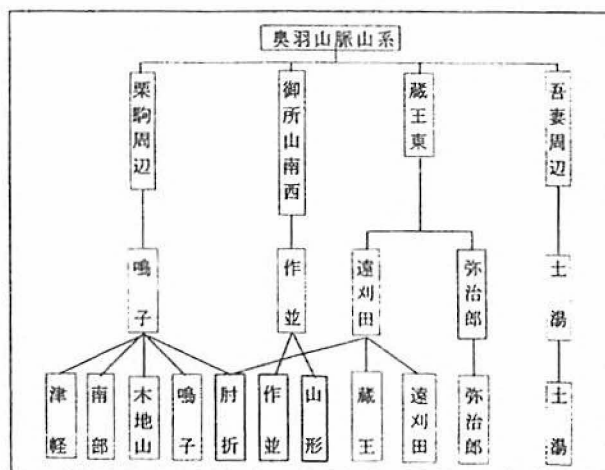 奥羽山脈山系
栗駒周辺
御所山南西
蔵王東
吾妻周辺
鳴子
作並
遠刈田
弥治郎
土湯
津軽
南部
木地山
鳴子
肘折
作並
山形
蔵王
遠刈田
弥治郎
土湯